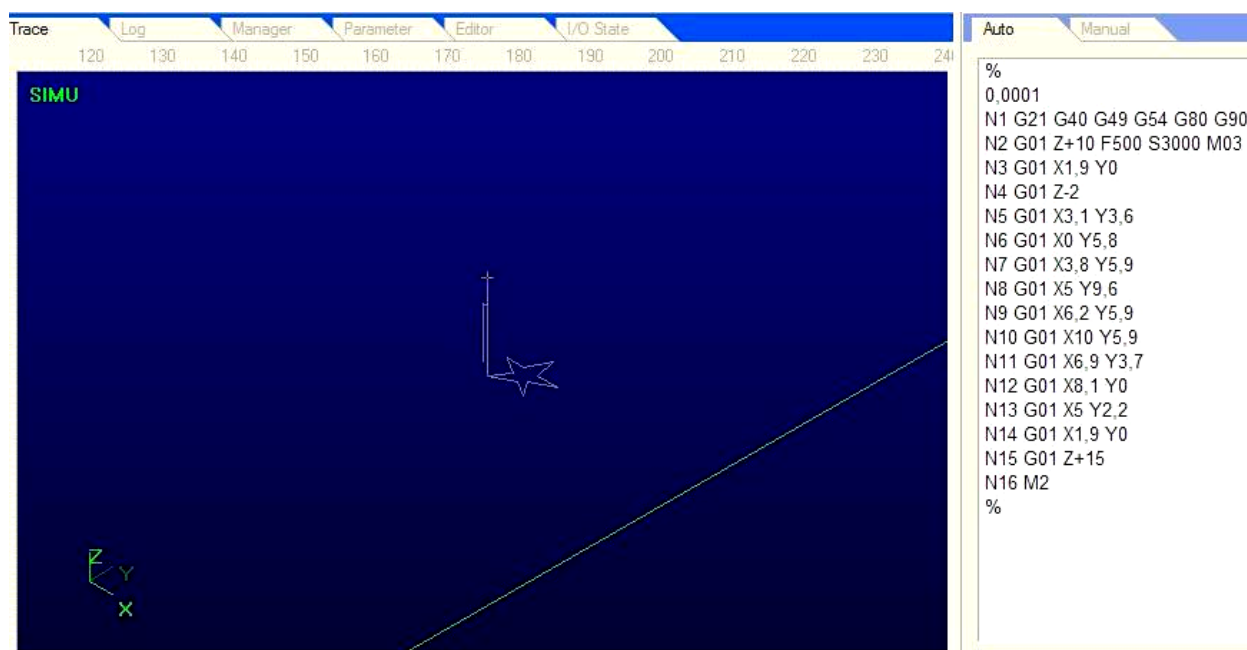 Trace Log Manager Parameter Editor I/O State
120 130 140 150 160 170 180 190 200 210 220 230 24
SIMU
Z
Y
X
Auto Manual
%
0,0001
N1 G21 G40 G49 G54 G80 G90
N2 G01 Z+10 F500 S3000 M03
N3 G01 X1,9 Y0
N4 G01 Z-2
N5 G01 X3,1 Y3,6
N6 G01 X0 Y5,8
N7 G01 X3,8 Y5,9
N8 G01 X5 Y9,6
N9 G01 X6,2 Y5,9
N10 G01 X10 Y5,9
N11 G01 X6,9 Y3,7
N12 G01 X8,1 Y0
N13 G01 X5 Y2,2
N14 G01 X1,9 Y0
N15 G01 Z+15
N16 M2
%